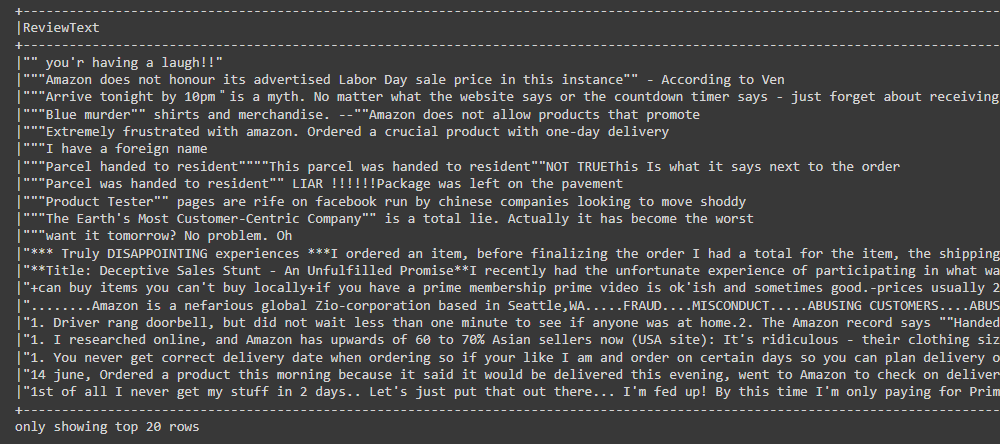 +--------------------------------------------------------------------------------------------------------------------------
|ReviewText
+--------------------------------------------------------------------------------------------------------------------------
|"" you'r having a laugh!!"
|"""Amazon does not honour its advertised Labor Day sale price in this instance"" - According to Ven
|"""Arrive tonight by 10pm＂is a myth. No matter what the website says or the countdown timer says - just forget about receiving
|"""Blue murder"" shirts and merchandise. --""Amazon does not allow products that promote
|"""Extremely frustrated with amazon. Ordered a crucial product with one-day delivery
|"""I have a foreign name
|"""Parcel handed to resident""""This parcel was handed to resident""NOT TRUEThis Is what it says next to the order
|"""Parcel was handed to resident"" LIAR !!!!!!Package was left on the pavement
|"""Product Tester"" pages are rife on facebook run by chinese companies looking to move shoddy
|"""The Earth's Most Customer-Centric Company"" is a total lie. Actually it has become the worst
|"""want it tomorrow? No problem. Oh
|"*** Truly DISAPPOINTING experiences ***I ordered an item, before finalizing the order I had a total for the item, the shipping
|"**Title: Deceptive Sales Stunt - An Unfulfilled Promise**I recently had the unfortunate experience of participating in what wa
|"+can buy items you can't buy locally+if you have a prime membership prime video is ok'ish and sometimes good.-prices usually 2
|"........Amazon is a nefarious global Zio-corporation based in Seattle,WA.....FRAUD....MISCONDUCT.....ABUSING CUSTOMERS....ABUS
|"1. Driver rang doorbell, but did not wait less than one minute to see if anyone was at home.2. The Amazon record says ""Handed
|"1. I researched online, and Amazon has upwards of 60 to 70% Asian sellers now (USA site): It's ridiculous - their clothing siz
|"1. You never get correct delivery date when ordering so if your like I am and order on certain days so you can plan delivery o
|"14 june, Ordered a product this morning because it said it would be delivered this evening, went to Amazon to check on deliver
|"1st of all I never get my stuff in 2 days.. Let's just put that out there... I'm fed up! By this time I'm only paying for Prim
+--------------------------------------------------------------------------------------------------------------------------
only showing top 20 rows